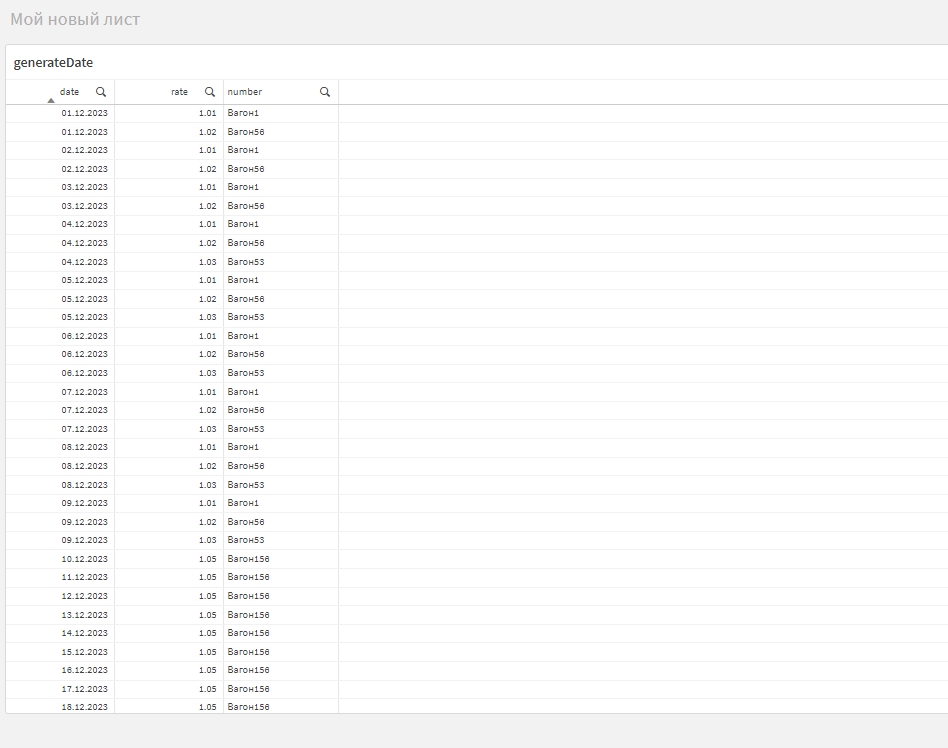 Мой новый лист
generateDate
date rate number
01.12.2023 1.01 Вагон1
01.12.2023 1.02 Вагон56
02.12.2023 1.01 Вагон1
02.12.2023 1.02 Вагон56
03.12.2023 1.01 Вагон1
03.12.2023 1.02 Вагон56
04.12.2023 1.01 Вагон1
04.12.2023 1.02 Вагон56
04.12.2023 1.03 Вагон53
05.12.2023 1.01 Вагон1
05.12.2023 1.02 Вагон56
05.12.2023 1.03 Вагон53
06.12.2023 1.01 Вагон1
06.12.2023 1.02 Вагон56
06.12.2023 1.03 Вагон53
07.12.2023 1.01 Вагон1
07.12.2023 1.02 Вагон56
07.12.2023 1.03 Вагон53
08.12.2023 1.01 Вагон1
08.12.2023 1.02 Вагон56
08.12.2023 1.03 Вагон53
09.12.2023 1.01 Вагон1
09.12.2023 1.02 Вагон56
09.12.2023 1.03 Вагон53
10.12.2023 1.05 Вагон156
11.12.2023 1.05 Вагон156
12.12.2023 1.05 Вагон156
13.12.2023 1.05 Вагон156
14.12.2023 1.05 Вагон156
15.12.2023 1.05 Вагон156
16.12.2023 1.05 Вагон156
17.12.2023 1.05 Вагон156
18.12.2023 1.05 Вагон156